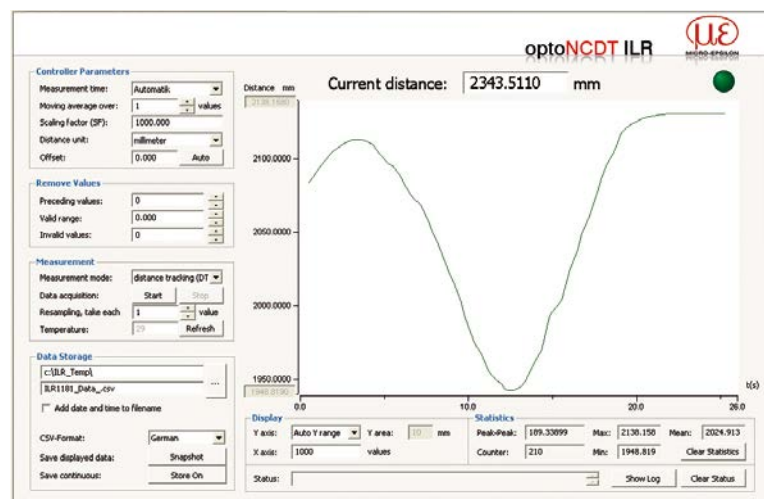 optoNCDT ILR
με
MICRO-EPSILON
Controller Parameters
Measurement time: Automatik
Moving average over: 1 values
Scaling factor (SF): 1000.000
Distance unit: millimeter
Offset: 0.000 Auto
Remove Values
Preceding values: 0
Valid range: 0.000
Invalid values: 0
Measurement
Measurement mode: distance tracking (DT
Data acquisition: Start Stop
Resampling, take each 1 value
Temperature: 29 Refresh
Data Storage
c:\ILR_Temp\
ILR1181_Data_.csv
...
Add date and time to filename
CSV-Format: German
Save displayed data: Snapshot
Save continuous: Store On
Distance mm
Current distance: 2343.5110 mm
2100.0000
2050.0000
2000.0000
1950.0000
1948.8190
0.0 10.0 20.0 26.0
t(s)
Display
Y axis: Auto Y range Y area: 10 mm
X axis: 1000 values
Statistics
Peak-Peak: 189.33899 Max: 2138.158 Mean: 2024.913
Counter: 210 Min: 1948.819 Clear Statistics
Status: Show Log Clear Status